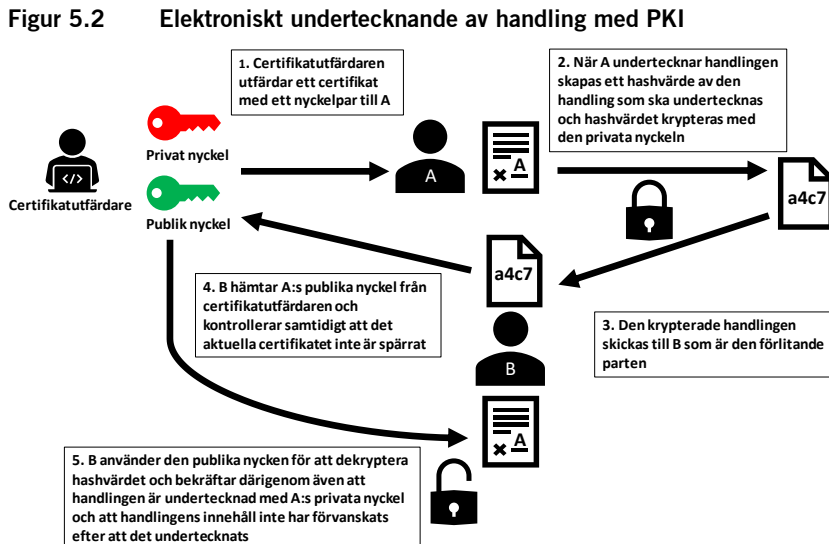 Figur 5.2 Elektroniskt undertecknande av handling med PKI
1. Certifikatutfärdaren
utfärdar ett certifikat
med ett nyckelpar till A
2. När A undertecknar handlingen
skapas ett hashvärde av den
handling som ska undertecknas
och hashvärdet krypteras med
den privata nyckeln
Privat nyckel
</>
Certifikatutfärdare
Publik nyckel
A
A
a4c7
a4c7
4. B hämtar A:s publika nyckel från
certifikatutfärdaren och
kontrollerar samtidigt att det
aktuella certifikatet inte är spärrat
3. Den krypterade handlingen
skickas till B som är den förlitande
parten
B
A
5. B använder den publika nycken för att dekryptera
hashvärdet och bekräftar därigenom även att
handlingen är undertecknad med A:s privata nyckel
och att handlingens innehåll inte har förvanskats
efter att det undertecknats